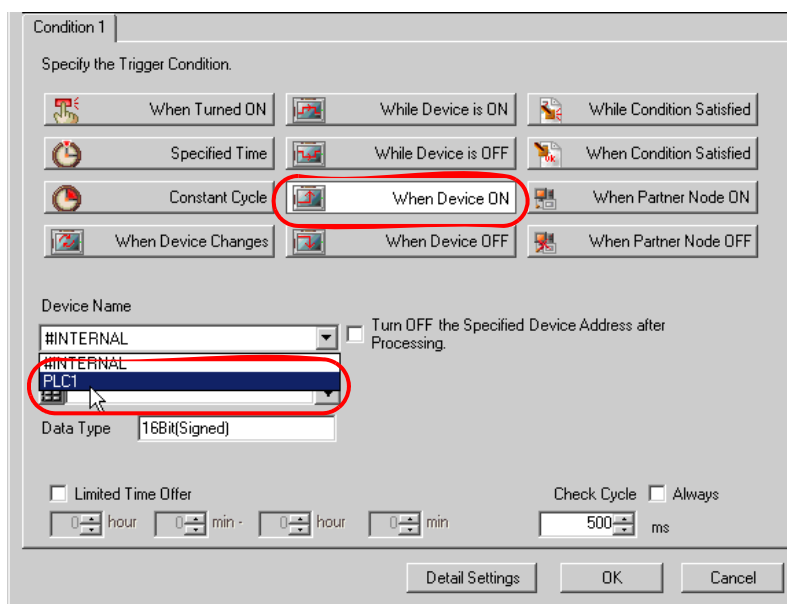 Condition 1
Specify the Trigger Condition.
When Turned ON
While Device is ON
While Condition Satisfied
Specified Time
While Device is OFF
ok
When Condition Satisfied
Constant Cycle
When Device ON
When Partner Node ON
When Device Changes
When Device OFF
When Partner Node OFF
Device Name
#INTERNAL
Turn OFF the Specified Device Address after
Processing.
#INTERNAL
PLC1
Data Type 16Bit(Signed)
Limited Time Offer
Check Cycle Always
0 hour 0 min - 0 hour 0 min
500 ms
Detail Settings OK Cancel